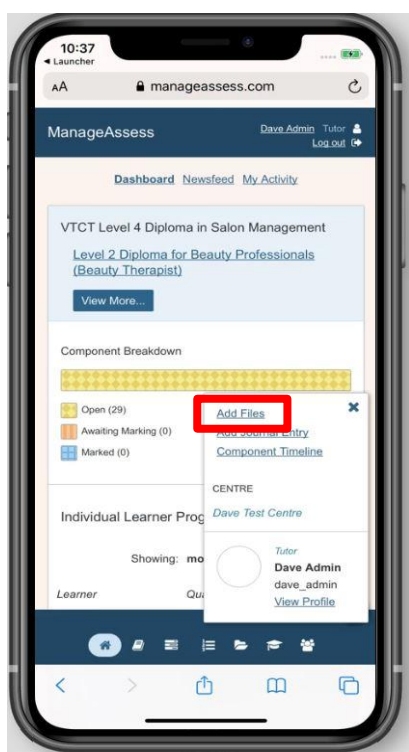 10:37
◄ Launcher
AA manageassess.com
ManageAssess
Dave Admin Tutor
Log out
Dashboard Newsfeed My Activity
VTCT Level 4 Diploma in Salon Management
Level 2 Diploma for Beauty Professionals
(Beauty Therapist)
View More...
Component Breakdown
Open (29)
Awaiting Marking (0)
Marked (0)
Individual Learner Prog
Showing: mo
Learner Qu
Add Files
Add Journal Entry
Component Timeline
CENTRE
Dave Test Centre
Tutor
Dave Admin
dave_admin
View Profile